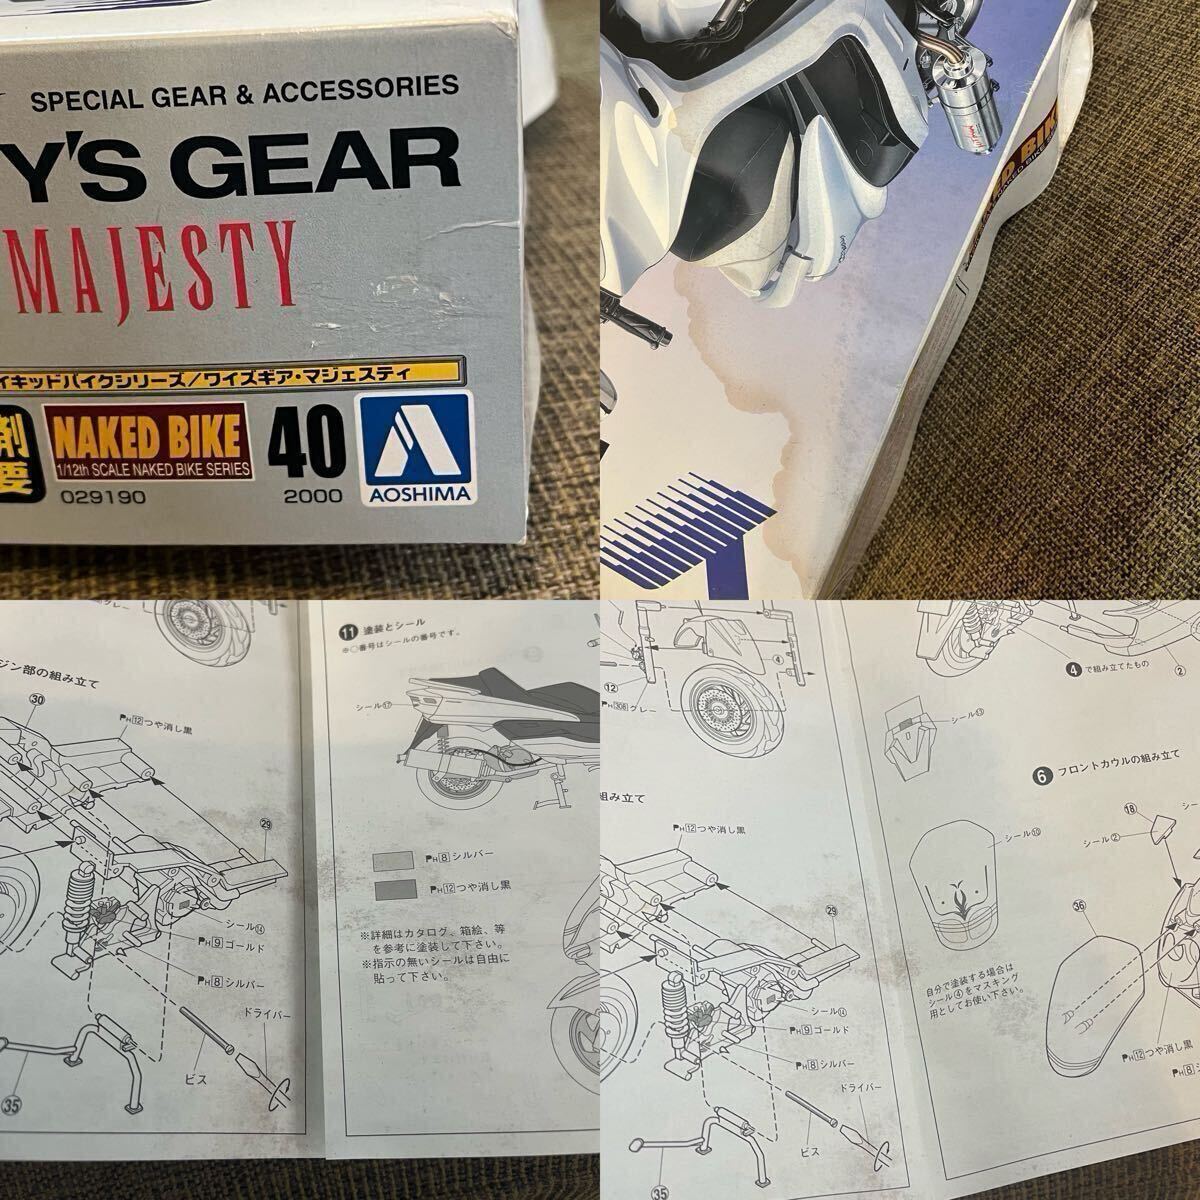 SPECIAL GEAR & ACCESSORIES
Y'S GEAR
MAJESTY
イキッドバイクシリーズ／ワイズギア・マジェスティ
剤
要
NAKED BIKE
1/12th SCALE NAKED BIKE SERIES
029190
40
2000
AOSHIMA
ジン部の組み立て
30
PH12つや消し黒
29
シール⑭
PH9ゴールド
PH8シルバー
ドライバー
ビス
35
11 塗装とシール
※○番号はシールの番号です。
シール⑰
PH8シルバー
PH12つや消し黒
※詳細はカタログ、箱絵、等
を参考に塗装して下さい。
※指示の無いシールは自由に
貼って下さい。
4
12
PH308グレー
組み立て
PH12つや消し黒
29
シール⑭
PH9ゴールド
PH8シルバー
ドライバー
ビス
35
4で組み立てたもの
2
シール⑬
6 フロントカウルの組み立て
18
シール②
シール⑩
36
自分で塗装する場合は
シール④をマスキング
用としてお使い下さい。
PH12つや消し黒
PH8